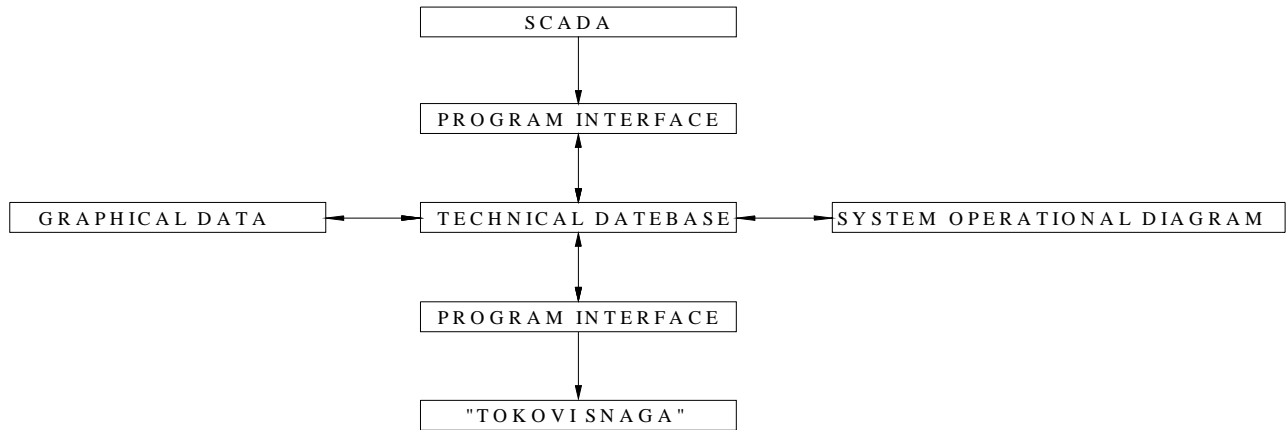 SCADA
PROGRAM INTERFACE
GRAPHICAL DATA
TECHNICAL DATEBASE
SYSTEM OPERATIONAL DIAGRAM
PROGRAM INTERFACE
"TOKOVI SNAGA"